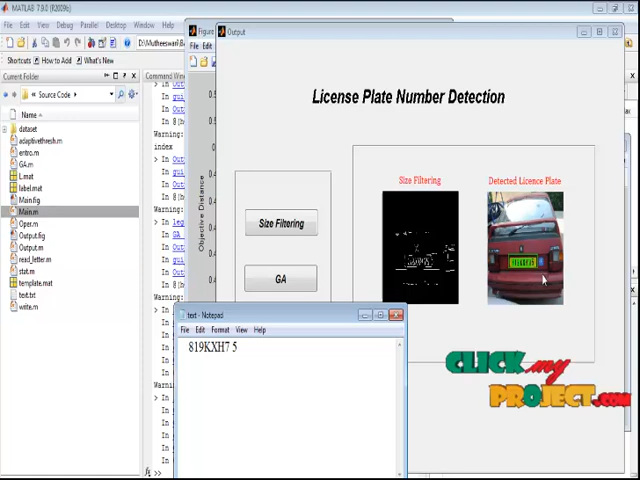 MATLAB 7.9.0 (R2009b)
File Edit View Debug Parallel Desktop Window Help
D:\Mutheeswari\
Shortcuts How to Add What's New
Current Folder
Source Code
Name
dataset
adaptivethresh.m
entro.m
GA.m
L.mat
label.mat
Main.fig
Main.m
Oper.m
Output.fig
Output.m
read_letter.m
stat.m
template.mat
text.txt
write.m
Command Win
Warning:
index
Figure
File Edit
Objective Distance
Output
License Plate Number Detection
Size Filtering
GA
Size Filtering
Detected Licence Plate
text - Notepad
File Edit Format View Help
819KXH7 5
CLICK my
PROJECT.com
fx >>